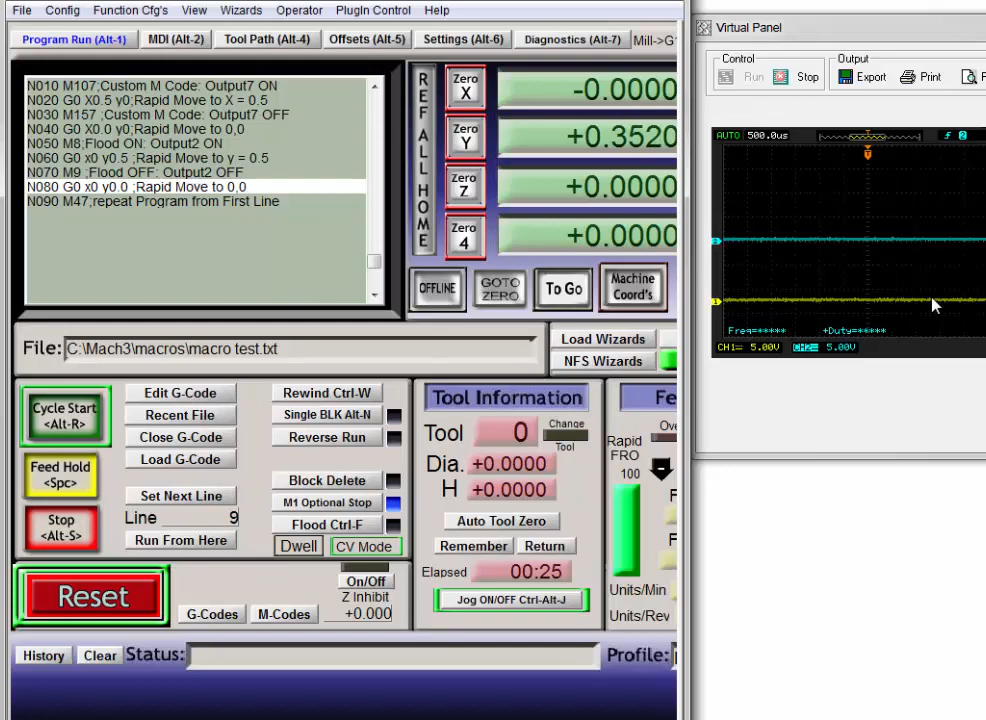 File Config Function Cfg's View Wizards Operator PlugIn Control Help
Program Run (Alt-1) MDI (Alt-2) Tool Path (Alt-4) Offsets (Alt-5) Settings (Alt-6) Diagnostics (Alt-7) Mill->G
N010 M107,Custom M Code: Output7 ON
N020 G0 X0.5 y0;Rapid Move to X = 0.5
N030 M157 ;Custom M Code: Output7 OFF
N040 G0 X0.0 y0;Rapid Move to 0,0
N050 M8;Flood ON: Output2 ON
N060 G0 x0 y0.5 ;Rapid Move to y = 0.5
N070 M9 ;Flood OFF: Output2 OFF
N080 G0 x0 y0.0 ;Rapid Move to 0,0
N090 M47;repeat Program from First Line
REF ALL HOME
Zero X -0.0000
Zero Y +0.3520
Zero Z +0.0000
Zero 4 +0.0000
OFFLINE GOTO ZERO To Go Machine Coord's
File: C:\Mach3\macros\macro test.txt
Load Wizards
NFS Wizards
Cycle Start <Alt-R>
Feed Hold <Spc>
Stop <Alt-S>
Edit G-Code
Recent File
Close G-Code
Load G-Code
Set Next Line
Line 9
Run From Here
Rewind Ctrl-W
Single BLK Alt-N
Reverse Run
Block Delete
M1 Optional Stop
Flood Ctrl-F
Dwell CV Mode
Tool Information
Tool 0 Change Tool
Dia. +0.0000
H +0.0000
Auto Tool Zero
Remember Return
Elapsed 00:25
Jog ON/OFF Ctrl-Alt-J
Fe
Ove
Rapid
FRO
100
-
F
F
Units/Min
Units/Rev
Reset
G-Codes M-Codes
On/Off
Z Inhibit
+0.000
History Clear Status: Profile:
Virtual Panel
Control Output
Run Stop Export Print P
AUTO 500.0us T 2
T
2
1
Freq=***** +Duty=*****
CH1= 5.00V CH2= 5.00V